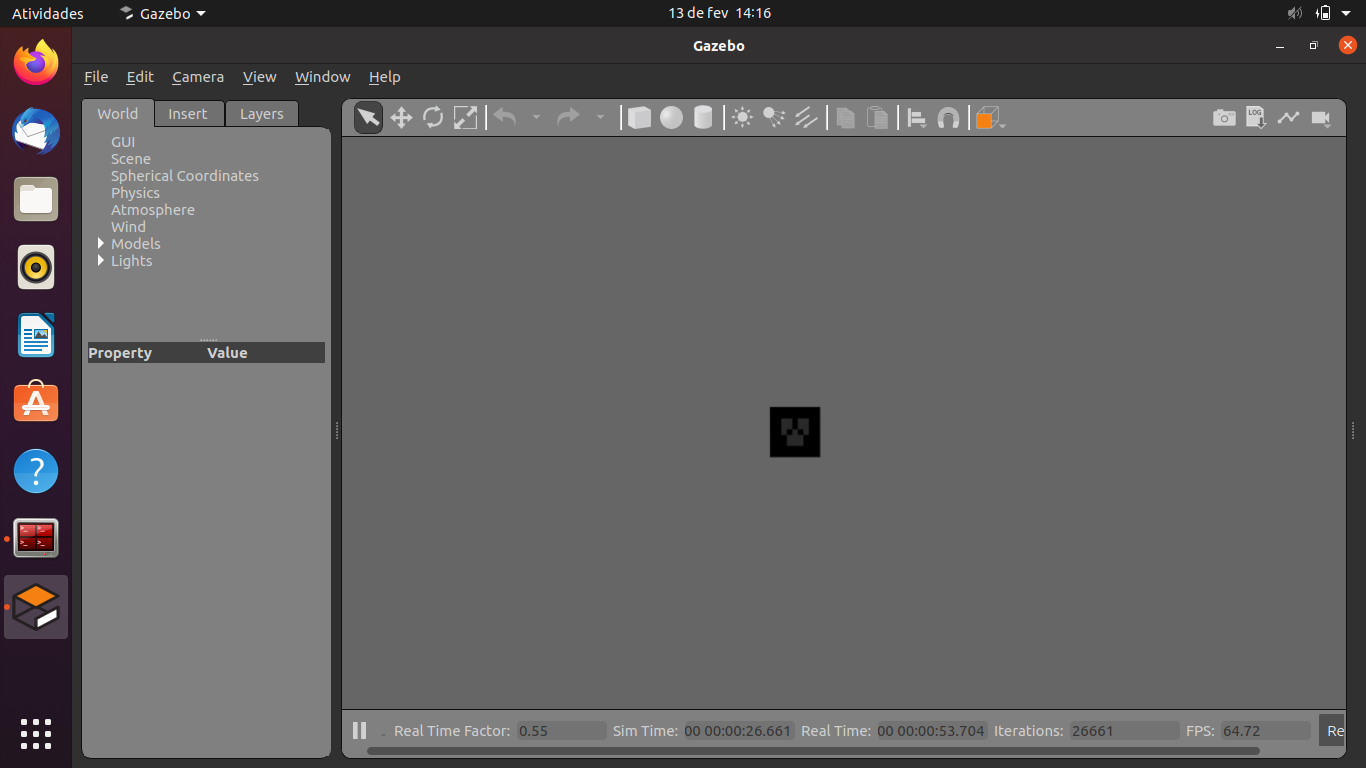 Atividades Gazebo 13 de fev 14:16
Gazebo
File Edit Camera View Window Help
World Insert Layers
LOG
GUI
Scene
Spherical Coordinates
Physics
Atmosphere
Wind
Models
Lights
Property Value
Real Time Factor: 0.55 Sim Time: 00 00:00:26.661 Real Time: 00 00:00:53.704 Iterations: 26661 FPS: 64.72 Re